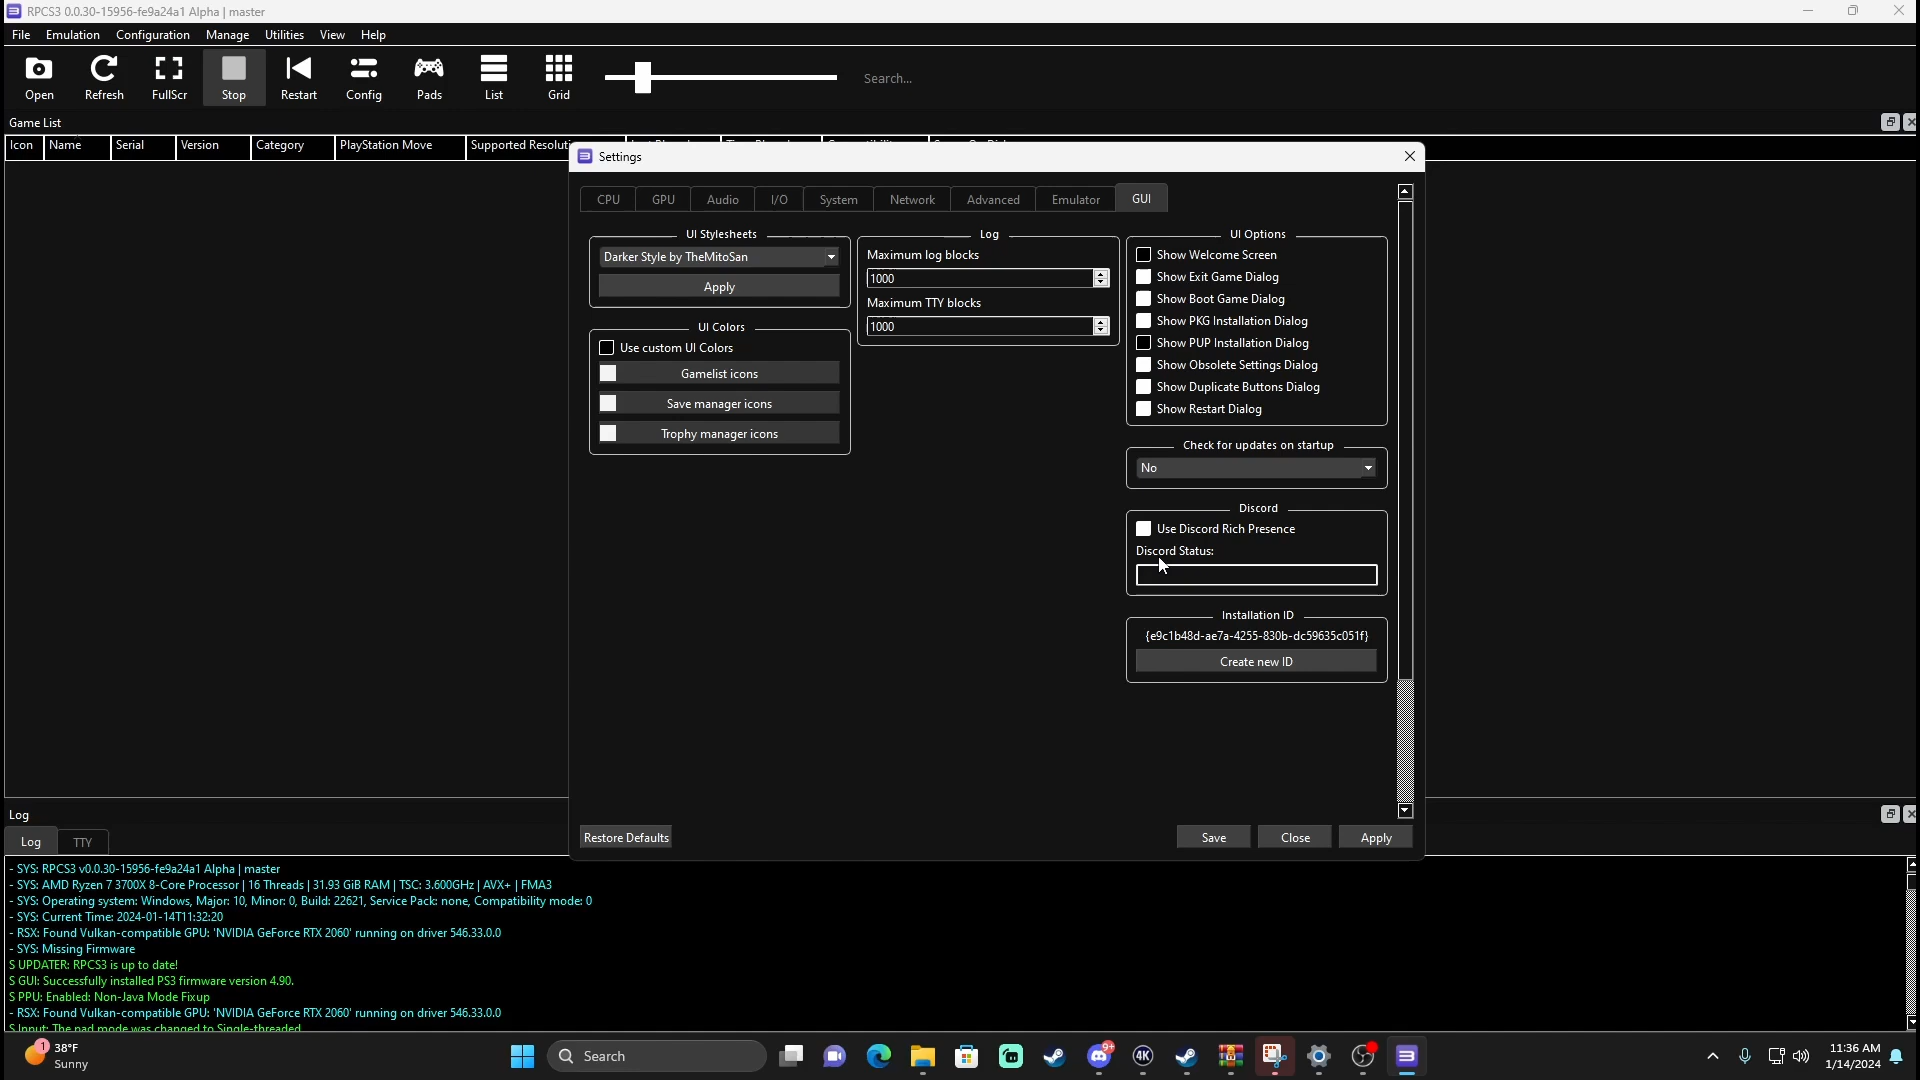 RPCS3 0.0.30-15956-fe9a24a1 Alpha | master
File Emulation Configuration Manage Utilities View Help
Open Refresh FullScr Stop Restart Config Pads List Grid Search...
Game List
Icon Name Serial Version Category PlayStation Move Supported
Settings
CPU GPU Audio I/O System Network Advanced Emulator GUI
UI Stylesheets
Darker Style by TheMitoSan
Apply
UI Colors
Use custom UI Colors
Gamelist icons
Save manager icons
Trophy manager icons
Log
Maximum log blocks
1000
Maximum TTY blocks
1000
UI Options
Show Welcome Screen
Show Exit Game Dialog
Show Boot Game Dialog
Show PKG Installation Dialog
Show PUP Installation Dialog
Show Obsolete Settings Dialog
Show Duplicate Buttons Dialog
Show Restart Dialog
Check for updates on startup
No
Discord
Use Discord Rich Presence
Discord Status:
Installation ID
{e9c1b48d-ae7a-4255-830b-dc59635c051f}
Create new ID
Restore Defaults Save Close Apply
Log
Log TTY
- SYS: RPCS3 v0.0.30-15956-fe9a24a1 Alpha | master
- SYS: AMD Ryzen 7 3700X 8-Core Processor | 16 Threads | 31.93 GiB RAM | TSC: 3.600GHz | AVX+ | FMA3
- SYS: Operating system: Windows, Major: 10, Minor: 0, Build: 22621, Service Pack: none, Compatibility mode: 0
- SYS: Current Time: 2024-01-14T11:32:20
- RSX: Found Vulkan-compatible GPU: 'NVIDIA GeForce RTX 2060' running on driver 546.33.0.0
- SYS: Missing Firmware
S UPDATER: RPCS3 is up to date!
S GUI: Successfully installed PS3 firmware version 4.90.
S PPU: Enabled: Non-Java Mode Fixup
- RSX: Found Vulkan-compatible GPU: 'NVIDIA GeForce RTX 2060' running on driver 546.33.0.0
S Input: The pad mode was changed to Single-threaded
1
38°F
Sunny
Search
9+
4K
11:36 AM
1/14/2024